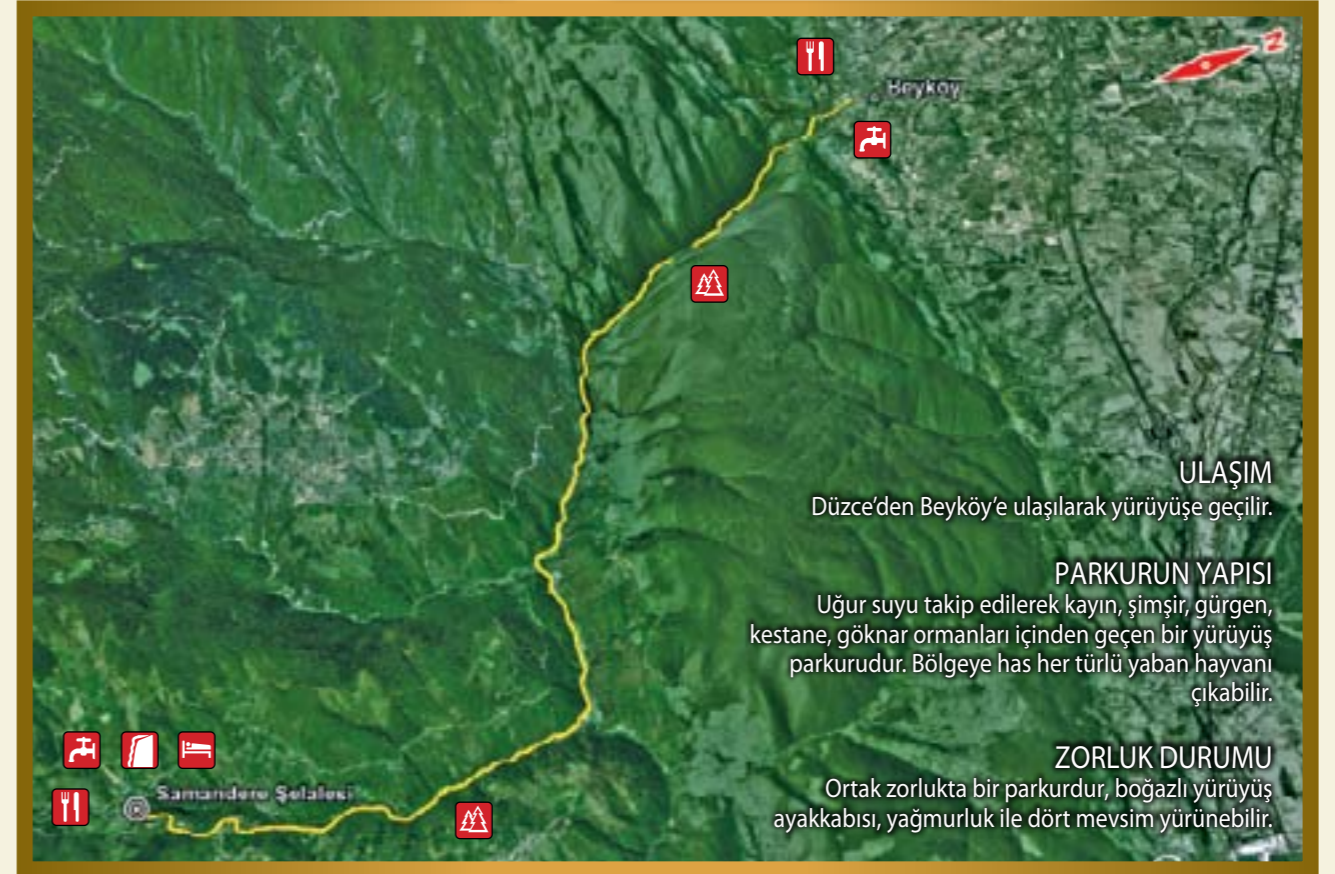 N
Beyköy
ULAŞIM
Düzce’den Beyköy’e ulaşılarak yürüyüşe geçilir.
PARKURUN YAPISI
Uğur suyu takip edilerek kayın, şimşir, gürgen,
kestane, göknar ormanları içinden geçen bir yürüyüş
parkurudur. Bölgeye has her türlü yaban hayvanı
çıkabilir.
ZORLUK DURUMU
Ortak zorlukta bir parkurdur, boğazlı yürüyüş
ayakkabısı, yağmurluk ile dört mevsim yürünebilir.
Samandere Şelalesi